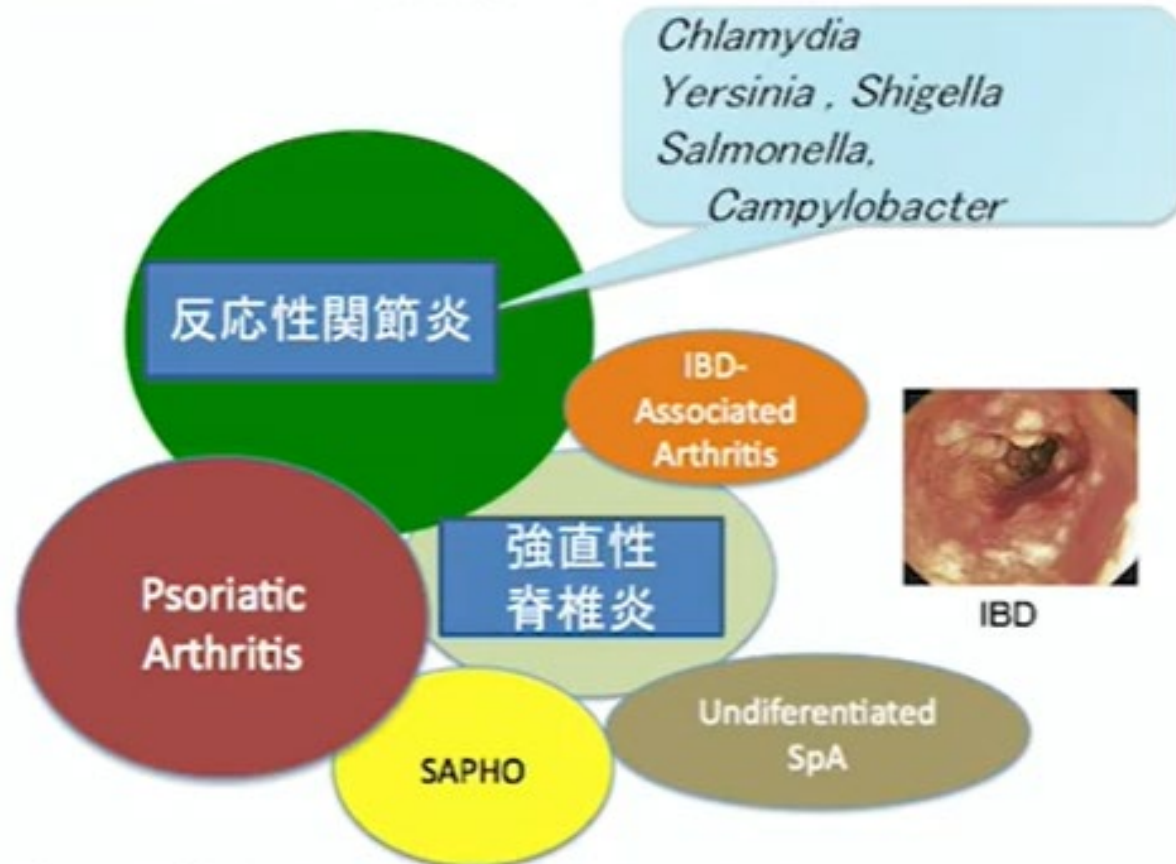 Chlamydia
Yersinia , Shigella
Salmonella,
Campylobacter
反応性関節炎
IBD-
Associated
Arthritis
強直性
脊椎炎
IBD
Psoriatic
Arthritis
Undiferentiated
SpA
SAPHO